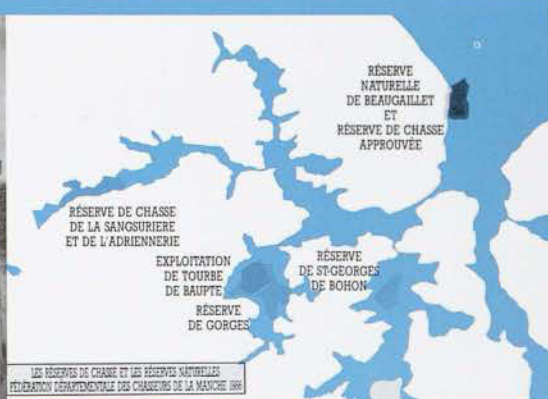 RÉSERVE
NATURELLE
DE BEAUGAILLET
ET
RÉSERVE DE CHASSE
APPROUVÉE
RÉSERVE DE CHASSE
DE LA SANGSURIERE
ET DE L'ADRIENNERIE
EXPLOITATION
DE TOURBE
DE BAUPTE
RÉSERVE
DE GORGES
RÉSERVE
DE ST-GEORGES
DE BOHON
LES RÉSERVES DE CHASSE ET LES RÉSERVES NATURELLES
FÉDÉRATION DÉPARTEMENTALE DES CHASSEURS DE LA MANCHE